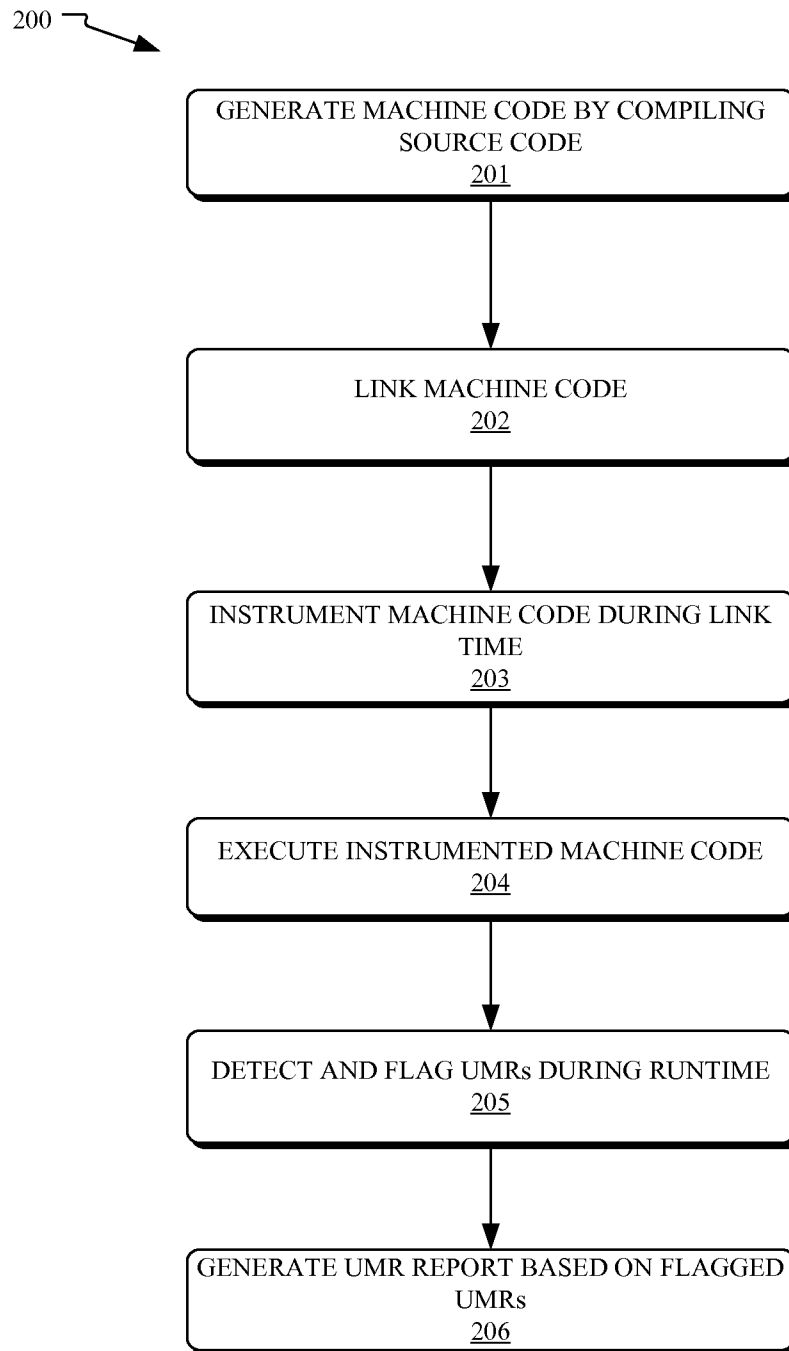 200
GENERATE MACHINE CODE BY COMPILING
SOURCE CODE
201
LINK MACHINE CODE
202
INSTRUMENT MACHINE CODE DURING LINK
TIME
203
EXECUTE INSTRUMENTED MACHINE CODE
204
DETECT AND FLAG UMRs DURING RUNTIME
205
GENERATE UMR REPORT BASED ON FLAGGED
UMRs
206